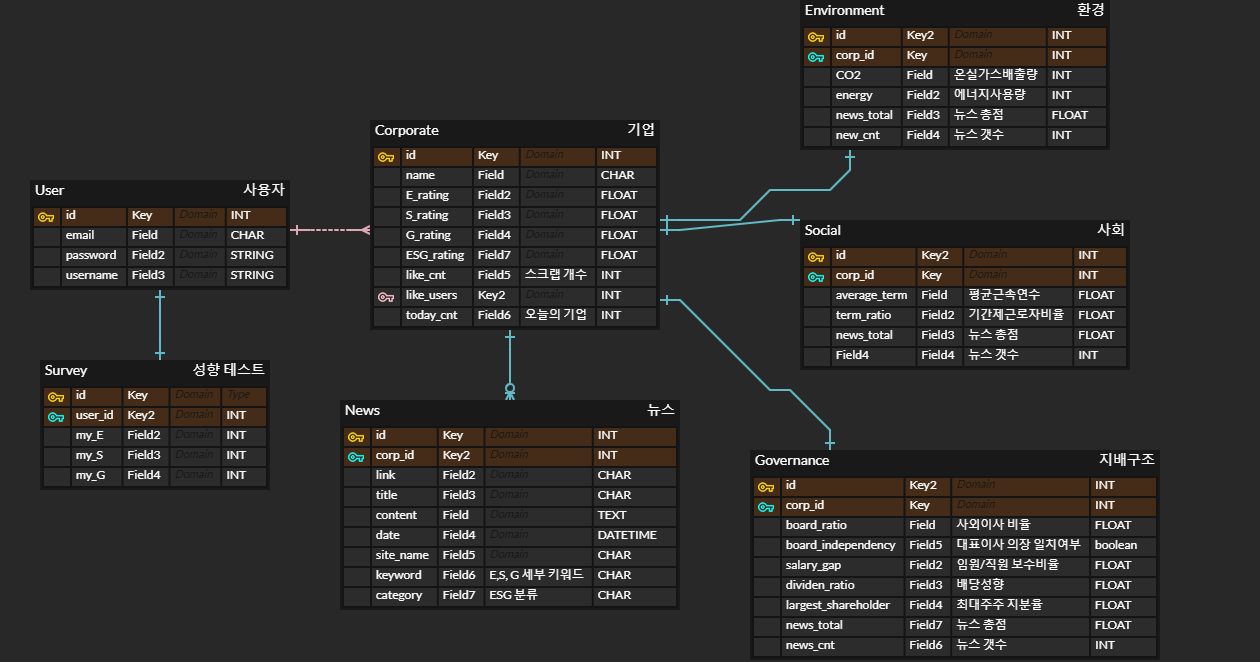 Environment 환경
id Key2 Domain INT
corp_id Key Domain INT
CO2 Field 온실가스배출량 INT
energy Field2 에너지사용량 INT
news_total Field3 뉴스 총점 FLOAT
new_cnt Field4 뉴스 갯수 INT
Corporate 기업
id Key Domain INT
name Field Domain CHAR
E_rating Field2 Domain FLOAT
S_rating Field3 Domain FLOAT
G_rating Field4 Domain FLOAT
ESG_rating Field7 Domain FLOAT
like_cnt Field5 스크랩 개수 INT
like_users Key2 Domain INT
today_cnt Field6 오늘의 기업 INT
User 사용자
id Key Domain INT
email Field Domain CHAR
password Field2 Domain STRING
username Field3 Domain STRING
Social 사회
id Key2 Domain INT
corp_id Key Domain INT
average_term Field 평균근속연수 FLOAT
term_ratio Field2 기간제근로자비율 FLOAT
news_total Field3 뉴스 총점 FLOAT
Field4 Field4 뉴스 갯수 INT
Survey 성향 테스트
id Key Domain Type
user_id Key2 Domain INT
my_E Field2 Domain INT
my_S Field3 Domain INT
my_G Field4 Domain INT
News 뉴스
id Key Domain INT
corp_id Key2 Domain INT
link Field2 Domain CHAR
title Field3 Domain CHAR
content Field Domain TEXT
date Field4 Domain DATETIME
site_name Field5 Domain CHAR
keyword Field6 E,S, G 세부 키워드 CHAR
category Field7 ESG 분류 CHAR
Governance 지배구조
id Key2 Domain INT
corp_id Key Domain INT
board_ratio Field 사외이사 비율 FLOAT
board_independency Field5 대표이사 의장 일치여부 boolean
salary_gap Field2 임원/직원 보수비율 FLOAT
dividen_ratio Field3 배당성향 FLOAT
largest_shareholder Field4 최대주주 지분율 FLOAT
news_total Field7 뉴스 총점 FLOAT
news_cnt Field6 뉴스 갯수 INT